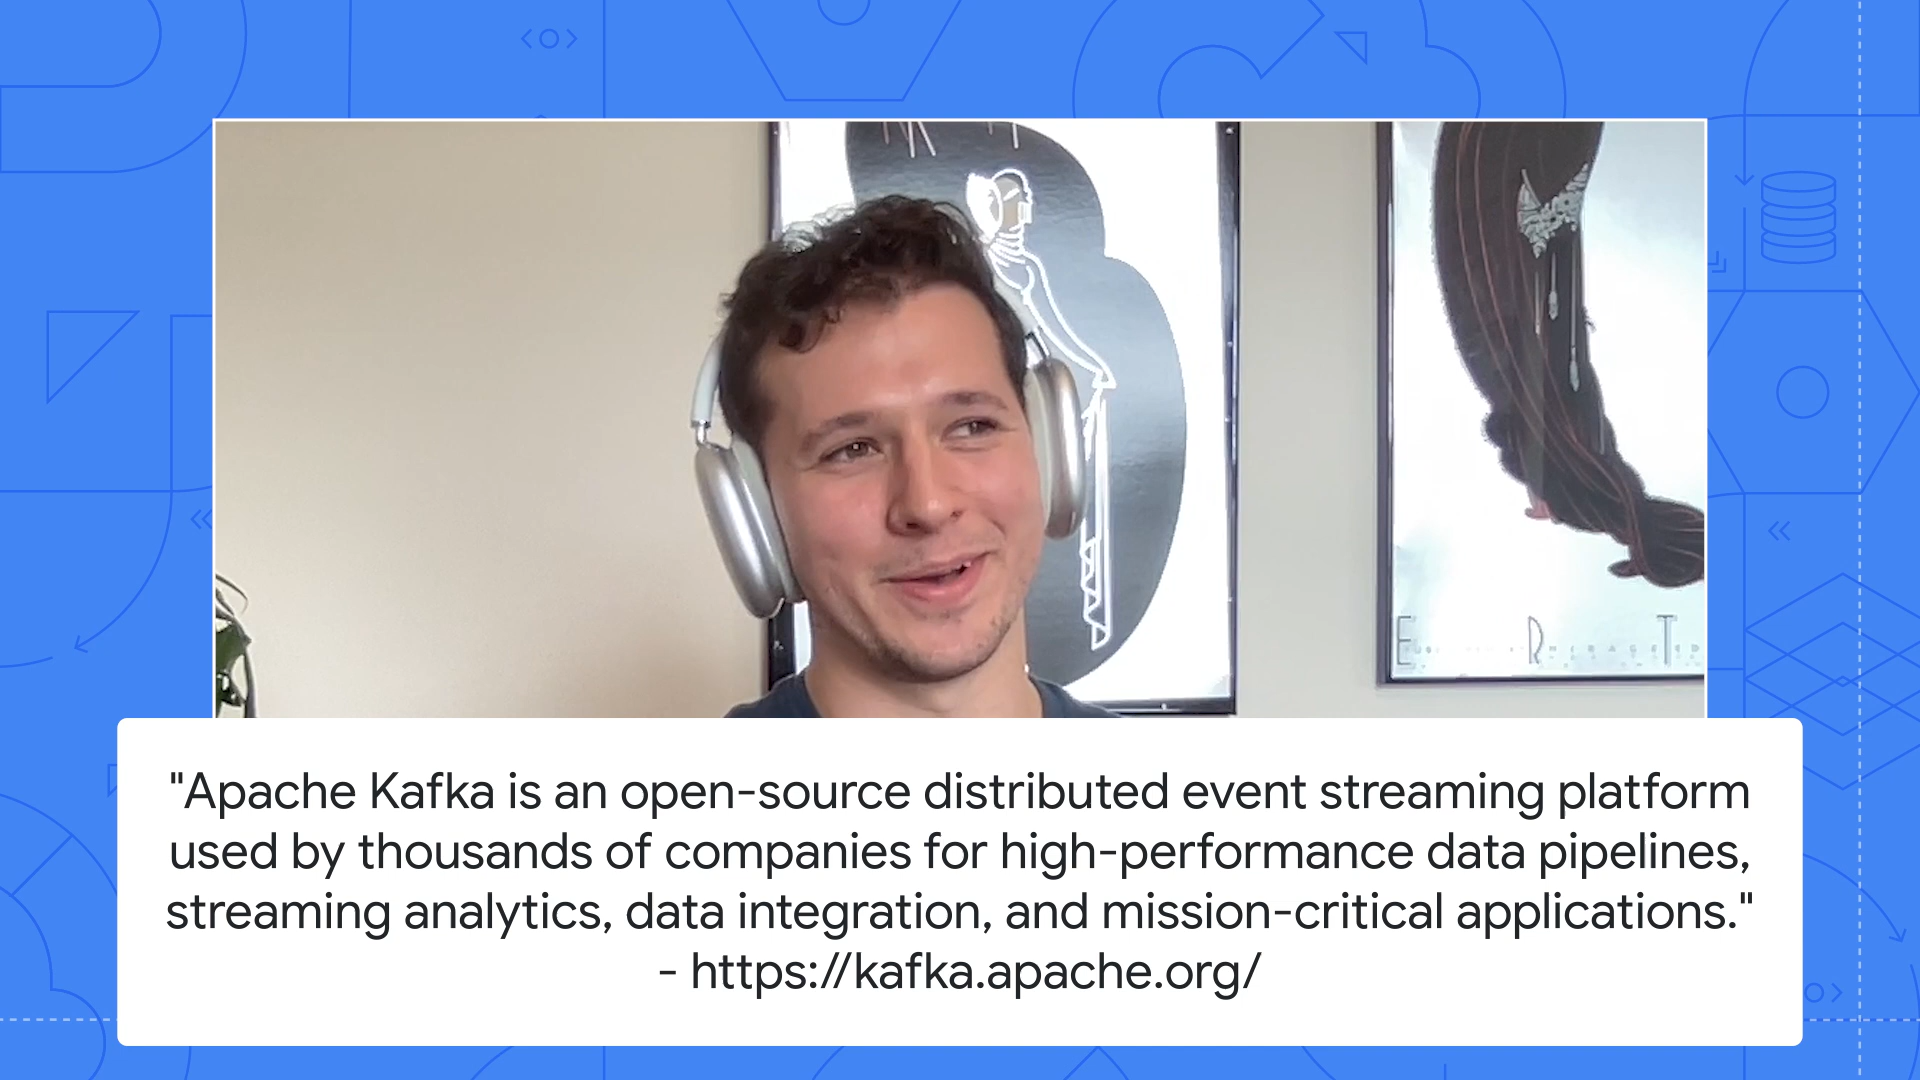 "Apache Kafka is an open-source distributed event streaming platform
used by thousands of companies for high-performance data pipelines,
streaming analytics, data integration, and mission-critical applications."
- https://kafka.apache.org/
E R T